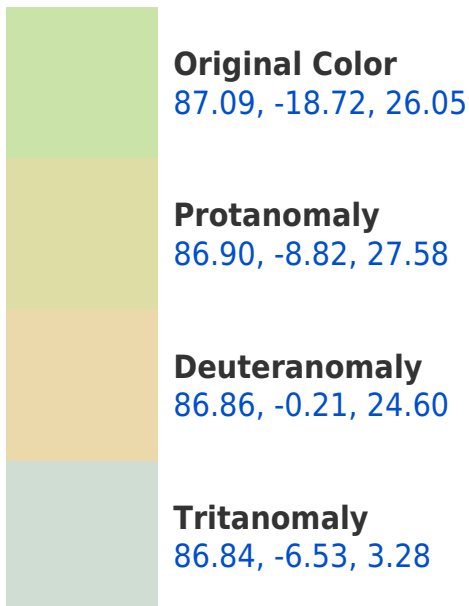 Original Color
87.09, -18.72, 26.05
Protanomaly
86.90, -8.82, 27.58
Deuteranomaly
86.86, -0.21, 24.60
Tritanomaly
86.84, -6.53, 3.28